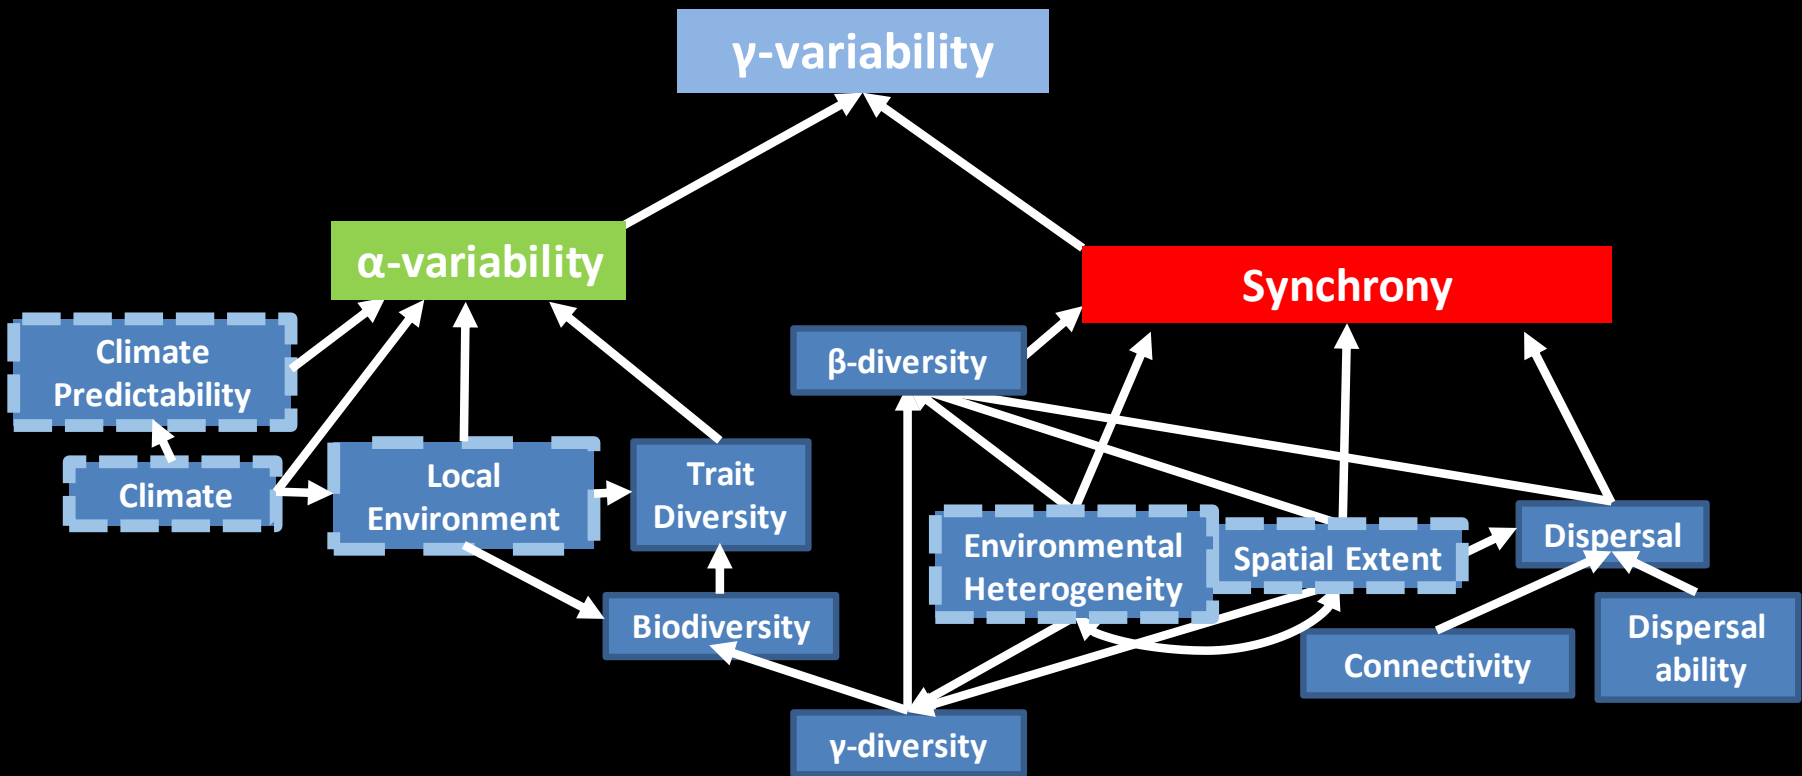 γ-variability
α-variability
Synchrony
Climate
Predictability
β-diversity
Climate
Local
Environment
Trait
Diversity
Environmental
Heterogeneity
Spatial Extent
Dispersal
Biodiversity
Connectivity
Dispersal
ability
γ-diversity